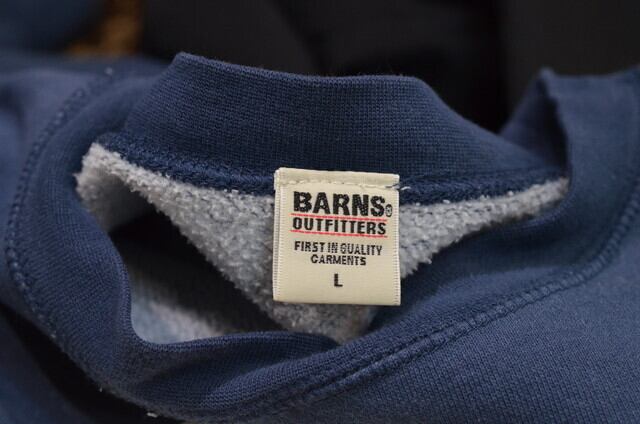 BARNS®
OUTFITTERS
FIRST IN QUALITY
GARMENTS
L